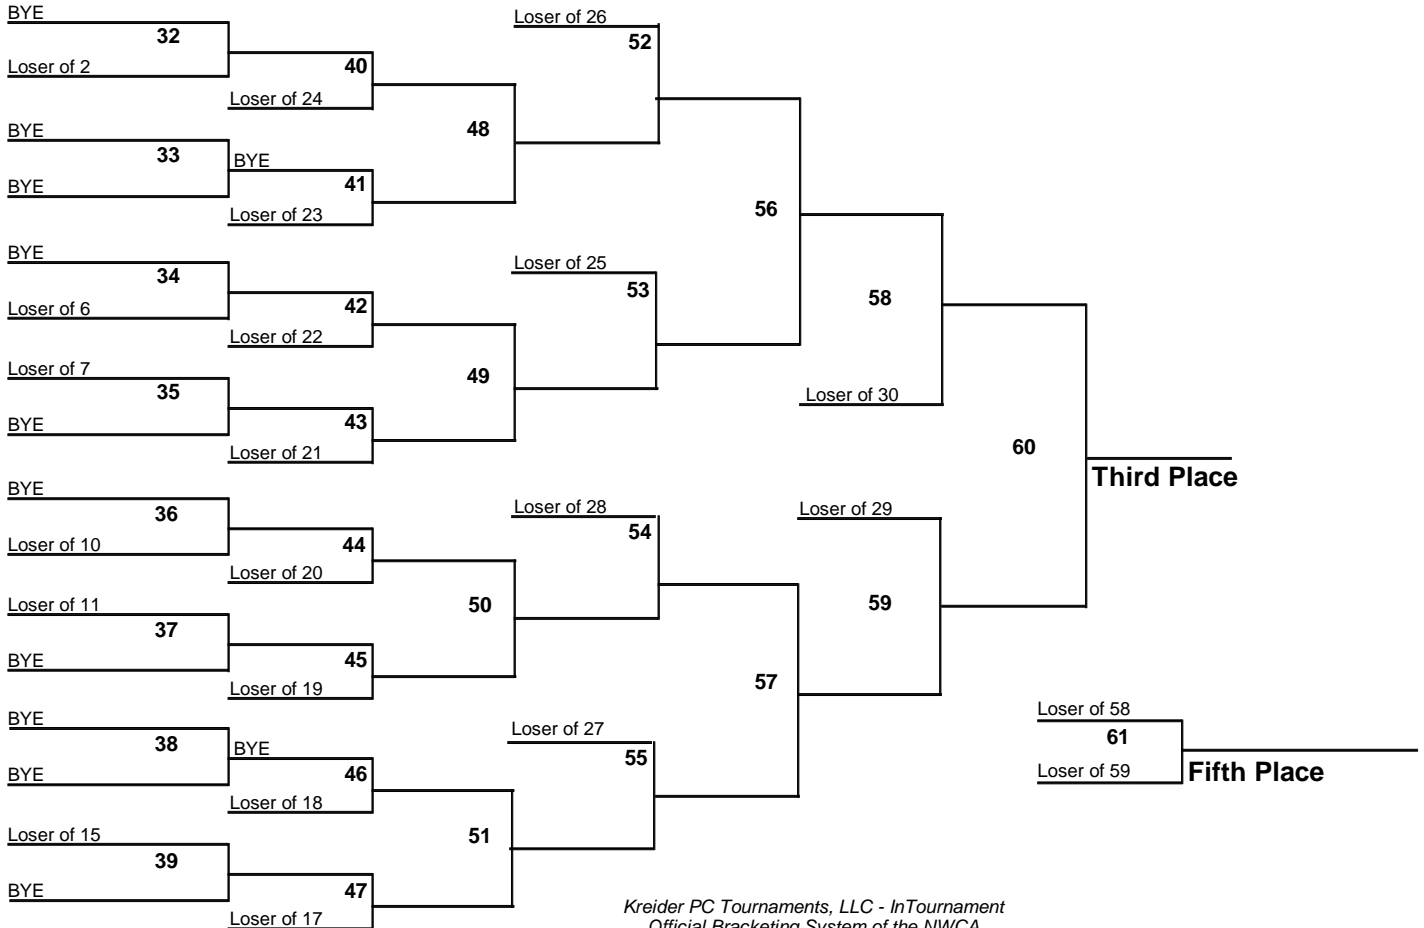 BYE
32
Loser of 2
40
Loser of 24
BYE
33
BYE
BYE
41
Loser of 23
48
Loser of 26
52
BYE
34
Loser of 6
42
Loser of 22
Loser of 7
35
BYE
43
Loser of 21
49
Loser of 25
53
56
58
Loser of 30
BYE
36
Loser of 10
44
Loser of 20
Loser of 11
37
BYE
45
Loser of 19
50
Loser of 28
54
BYE
38
BYE
BYE
46
Loser of 18
Loser of 15
39
BYE
47
Loser of 17
51
Loser of 27
55
57
Loser of 29
59
60
Third Place
Loser of 58
61
Loser of 59
Fifth Place
Kreider PC Tournaments, LLC - InTournament
Official Bracketing System of the NWCA